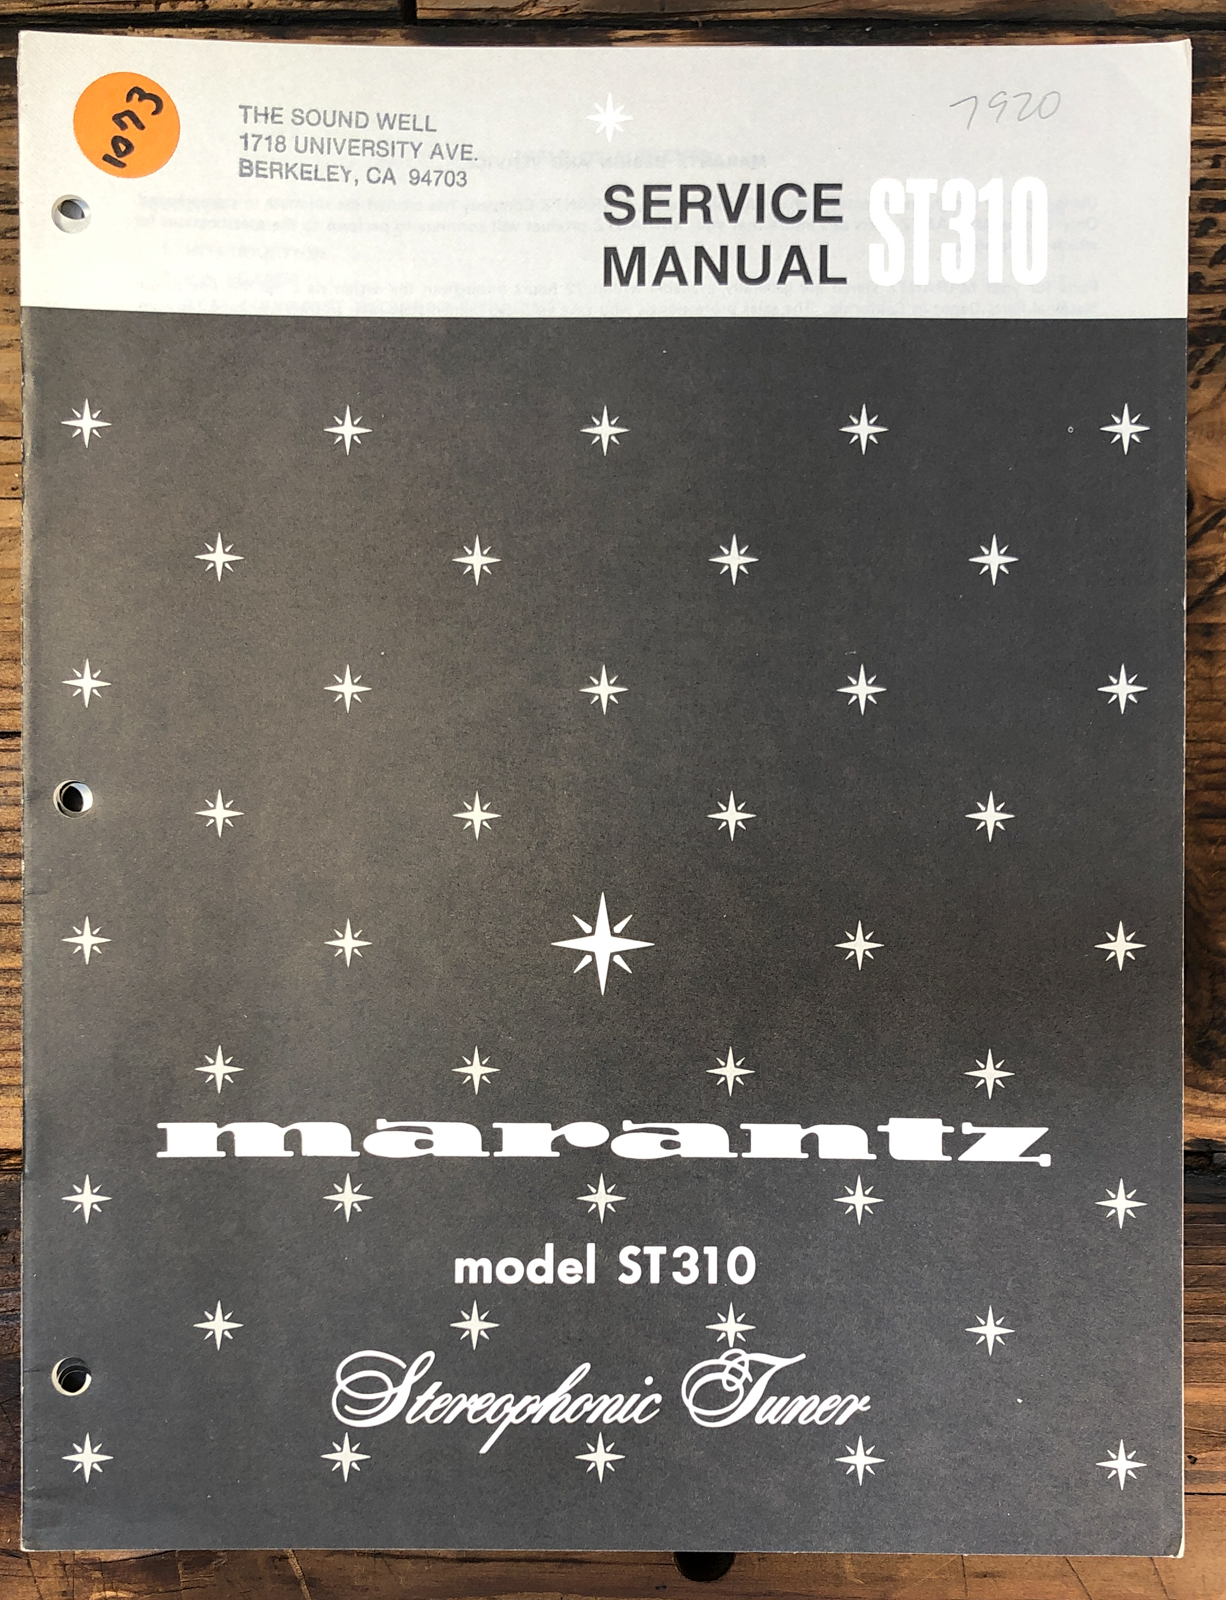 1073
THE SOUND WELL
1718 UNIVERSITY AVE.
BERKELEY, CA 94703
7920
SERVICE
MANUAL
ST310
marantz
model ST310
Stereophonic Tuner